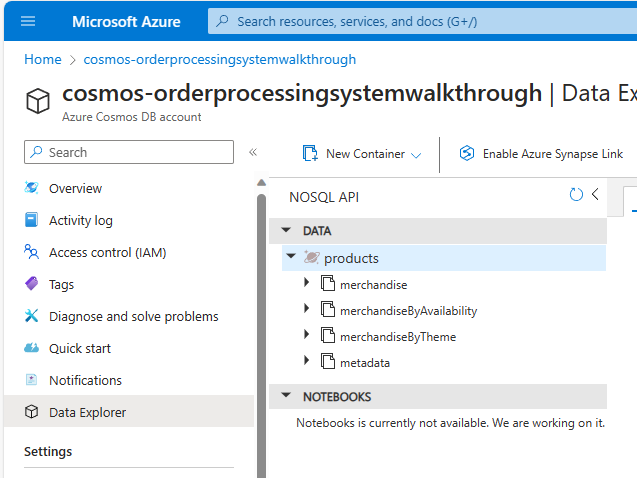 Microsoft Azure
Search resources, services, and docs (G+/)
Home > cosmos-orderprocessingsystemwalkthrough
cosmos-orderprocessingsystemwalkthrough | Data Ex
Azure Cosmos DB account
Search
«
New Container
Enable Azure Synapse Link
Overview
Activity log
Access control (IAM)
Tags
Diagnose and solve problems
Quick start
Notifications
Data Explorer
Settings
NOSQL API
DATA
products
merchandise
merchandiseByAvailability
merchandiseByTheme
metadata
NOTEBOOKS
Notebooks is currently not available. We are working on it.